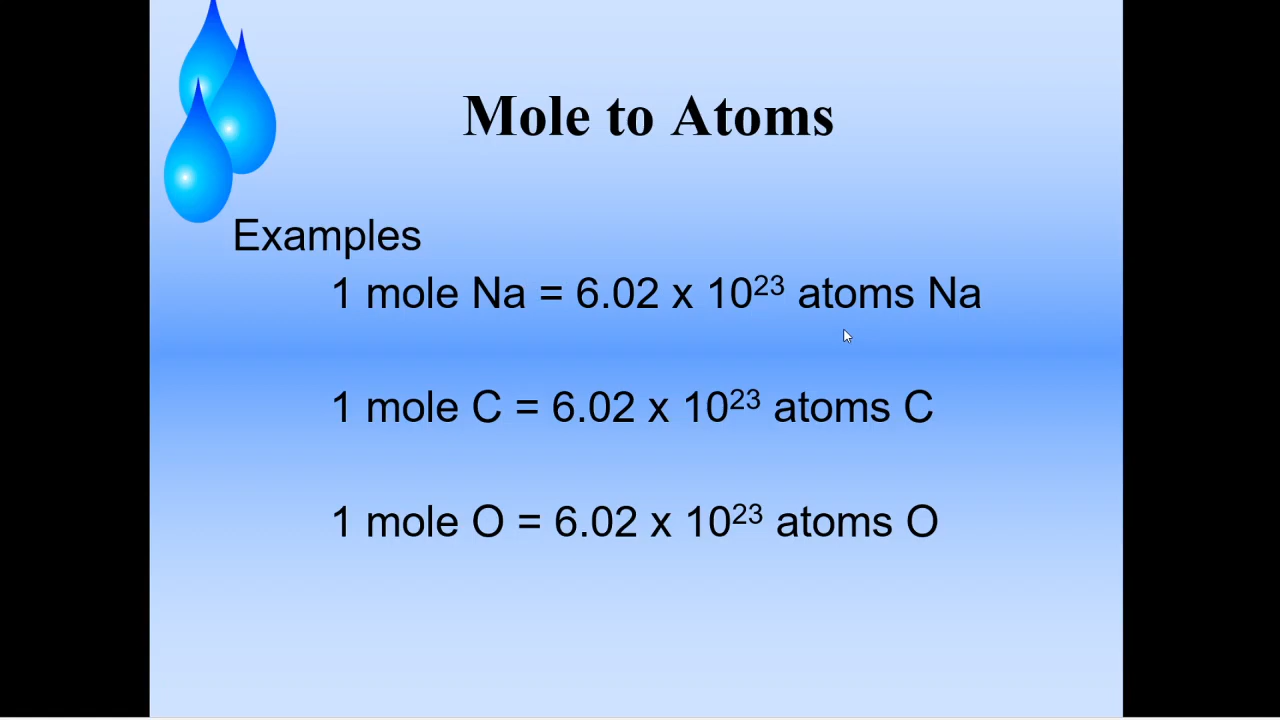 Mole to Atoms
Examples
1 mole Na = 6.02 x 10²³ atoms Na
1 mole C = 6.02 x 10²³ atoms C
1 mole O = 6.02 x 10²³ atoms O